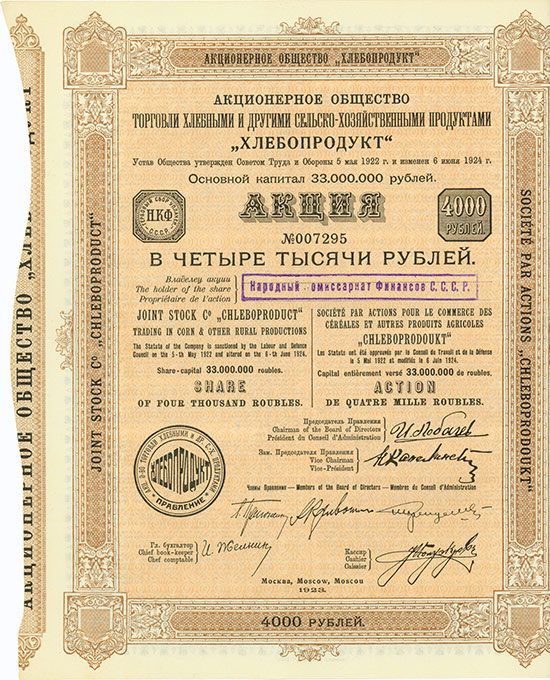 АКЦИОНЕРНОЕ ОБЩЕСТВО „ХЛЕБОПРОДУКТ“
АКЦИОНЕРНОЕ ОБЩЕСТВО
ТОРГОВЛИ ХЛЕБНЫМИ И ДРУГИМИ СЕЛЬСКО-ХОЗЯЙСТВЕННЫМИ ПРОДУКТАМИ
„ХЛЕБОПРОДУКТ“
Устав Общества утвержден Советом Труда и Обороны 5 мая 1922 г. и изменен 6 июня 1924 г.
Основной капитал 33.000.000 рублей.
ГЕРБОВЫЙ СБОР УПЛАЧЕН
Н.К.Ф.
С.С.С.Р.
АКЦИЯ
4000
РУБЛЕЙ.
№007295
В ЧЕТЫРЕ ТЫСЯЧИ РУБЛЕЙ.
Владелец акции
The holder of the share
Propriétaire de l'action
Народный омиссариат Финансов С.С.С.Р.
JOINT STOCK Cº „CHLEBOPRODUCT“
TRADING IN CORN & OTHER RURAL PRODUCTIONS
The Statute of the Company is sanctioned by the Labour and Defence
Council on the 5-th May 1922 and altered on the 6-th June 1924.
Share-capital 33.000.000 roubles.
SHARE
OF FOUR THOUSAND ROUBLES.
SOCIÉTÉ PAR ACTIONS POUR LE COMMERCE DES
CÉRÉALES ET AUTRES PRODUITS AGRICOLES
„CHLEBOPRODOUKT“
Les Statuts ont été approuvés par le Conseil du Travail et de la Défense
le 5 Mai 1922 et modifiés le 6 Juin 1924.
Capital entièrement versé 33.000.000 de roubles.
ACTION
DE QUATRE MILLE ROUBLES.
Председатель Правления
Chairman of the Board of Directors
Président du Conseil d'Administration
Зам. Председателя Правления
Vice Chairman
Vice-Président
ХЛЕБОПРОДУКТ
ПРАВЛЕНИЕ
Члены Правления — Members of the Board of Directors — Membres du Conseil d'Administration
Гл. бухгалтер
Chief book-keeper
Chef comptable
Кассир
Cashier
Caissier
Москва, Moscow, Moscou
1923.
4000 РУБЛЕЙ.
JOINT STOCK Cº „CHLEBOPRODUCT“
SOCIÉTÉ PAR ACTIONS „CHLEBOPRODOUKT“
АКЦИОНЕРНОЕ ОБЩЕСТВО